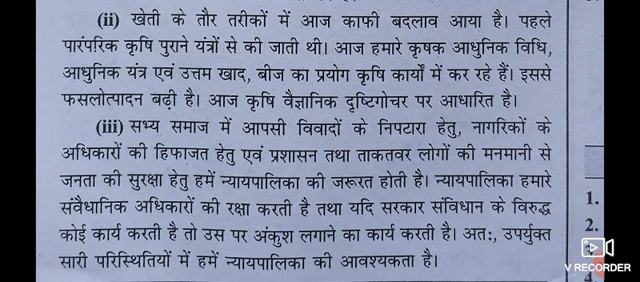 (ii) खेती के तौर तरीकों में आज काफी बदलाव आया है। पहले
पारंपरिक कृषि पुराने यंत्रों से की जाती थी। आज हमारे कृषक आधुनिक विधि,
आधुनिक यंत्र एवं उत्तम खाद, बीज का प्रयोग कृषि कार्यों में कर रहे हैं। इससे
फसलोत्पादन बढ़ी है। आज कृषि वैज्ञानिक दृष्टिगोचर पर आधारित है।
(iii) सभ्य समाज में आपसी विवादों के निपटारा हेतु, नागरिकों के
अधिकारों की हिफाजत हेतु एवं प्रशासन तथा ताकतवर लोगों की मनमानी से
जनता की सुरक्षा हेतु हमें न्यायपालिका की जरूरत होती है। न्यायपालिका हमारे
संवैधानिक अधिकारों की रक्षा करती है तथा यदि सरकार संविधान के विरुद्ध
कोई कार्य करती है तो उस पर अंकुश लगाने का कार्य करती है। अतः, उपर्युक्त
सारी परिस्थितियों में हमें न्यायपालिका की आवश्यकता है।
1.
2.
V RECORDER
4